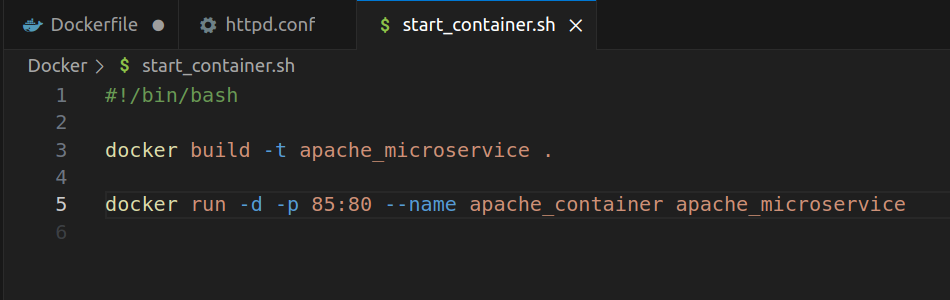 Dockerfile httpd.conf $ start_container.sh
Docker > $ start_container.sh
1 #!/bin/bash
2
3 docker build -t apache_microservice .
4
5 docker run -d -p 85:80 --name apache_container apache_microservice
6